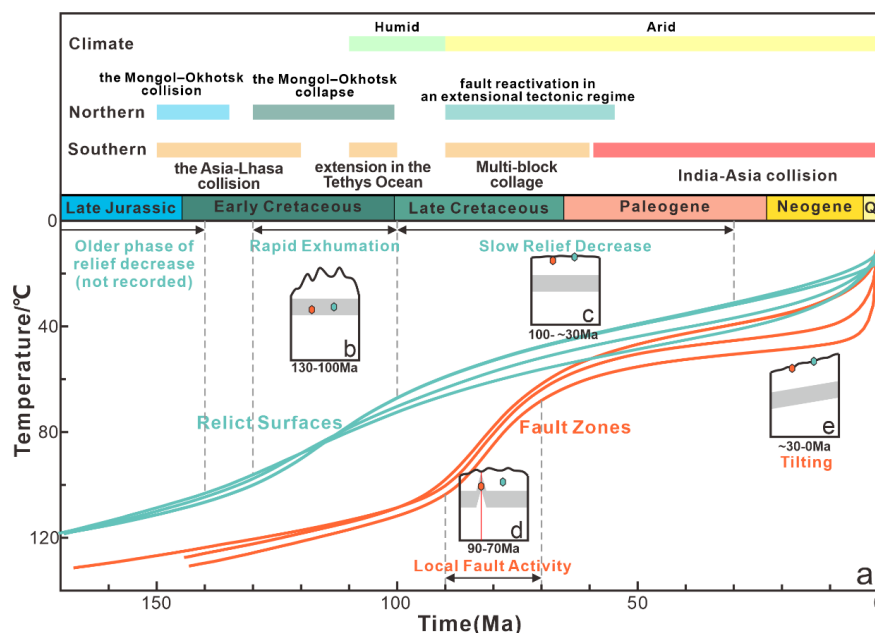 Climate
Humid
Arid
the Mongol–Okhotsk
collision
the Mongol–Okhotsk
collapse
fault reactivation in
an extensional tectonic regime
Northern
Southern
the Asia-Lhasa
collision
extension in the
Tethys Ocean
Multi-block
collage
India-Asia collision
Late Jurassic
Early Cretaceous
Late Cretaceous
Paleogene
Neogene
Q
0
Older phase of
relief decrease
(not recorded)
Rapid Exhumation
Slow Relief Decrease
b
130-100Ma
c
100- ~30Ma
40
Temperature/℃
Relict Surfaces
Fault Zones
80
e
~30-0Ma
Tilting
d
90-70Ma
120
Local Fault Activity
a
150
100
50
Time(Ma)